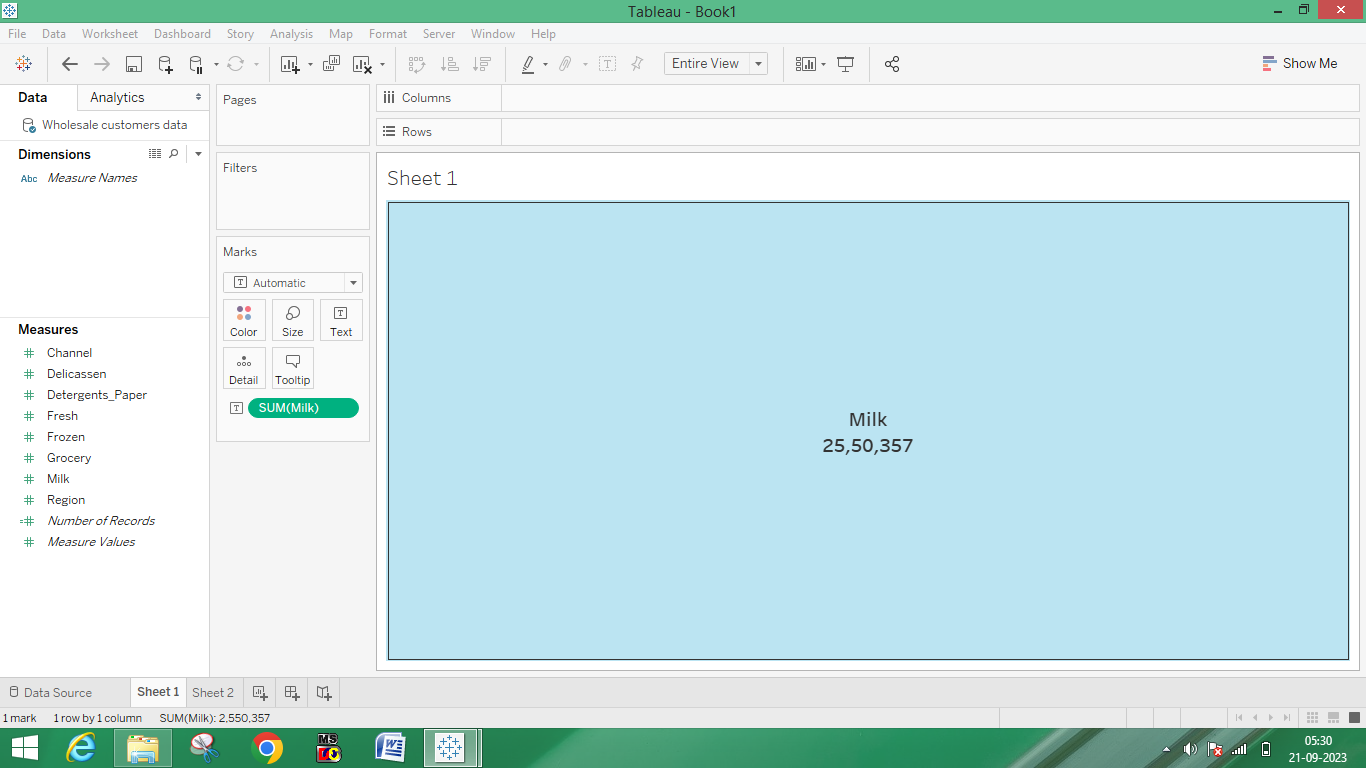 Tableau - Book1
File Data Worksheet Dashboard Story Analysis Map Format Server Window Help
Entire View
Show Me
Data Analytics
Wholesale customers data
Dimensions
Abc Measure Names
Measures
Channel
Delicassen
Detergents_Paper
Fresh
Frozen
Grocery
Milk
Region
Number of Records
Measure Values
Pages
Filters
Marks
Automatic
Color Size Text
Detail Tooltip
SUM(Milk)
Columns
Rows
Sheet 1
Milk
25,50,357
Data Source Sheet 1 Sheet 2
1 mark 1 row by 1 column SUM(Milk): 2,550,357
MS
05:30
21-09-2023